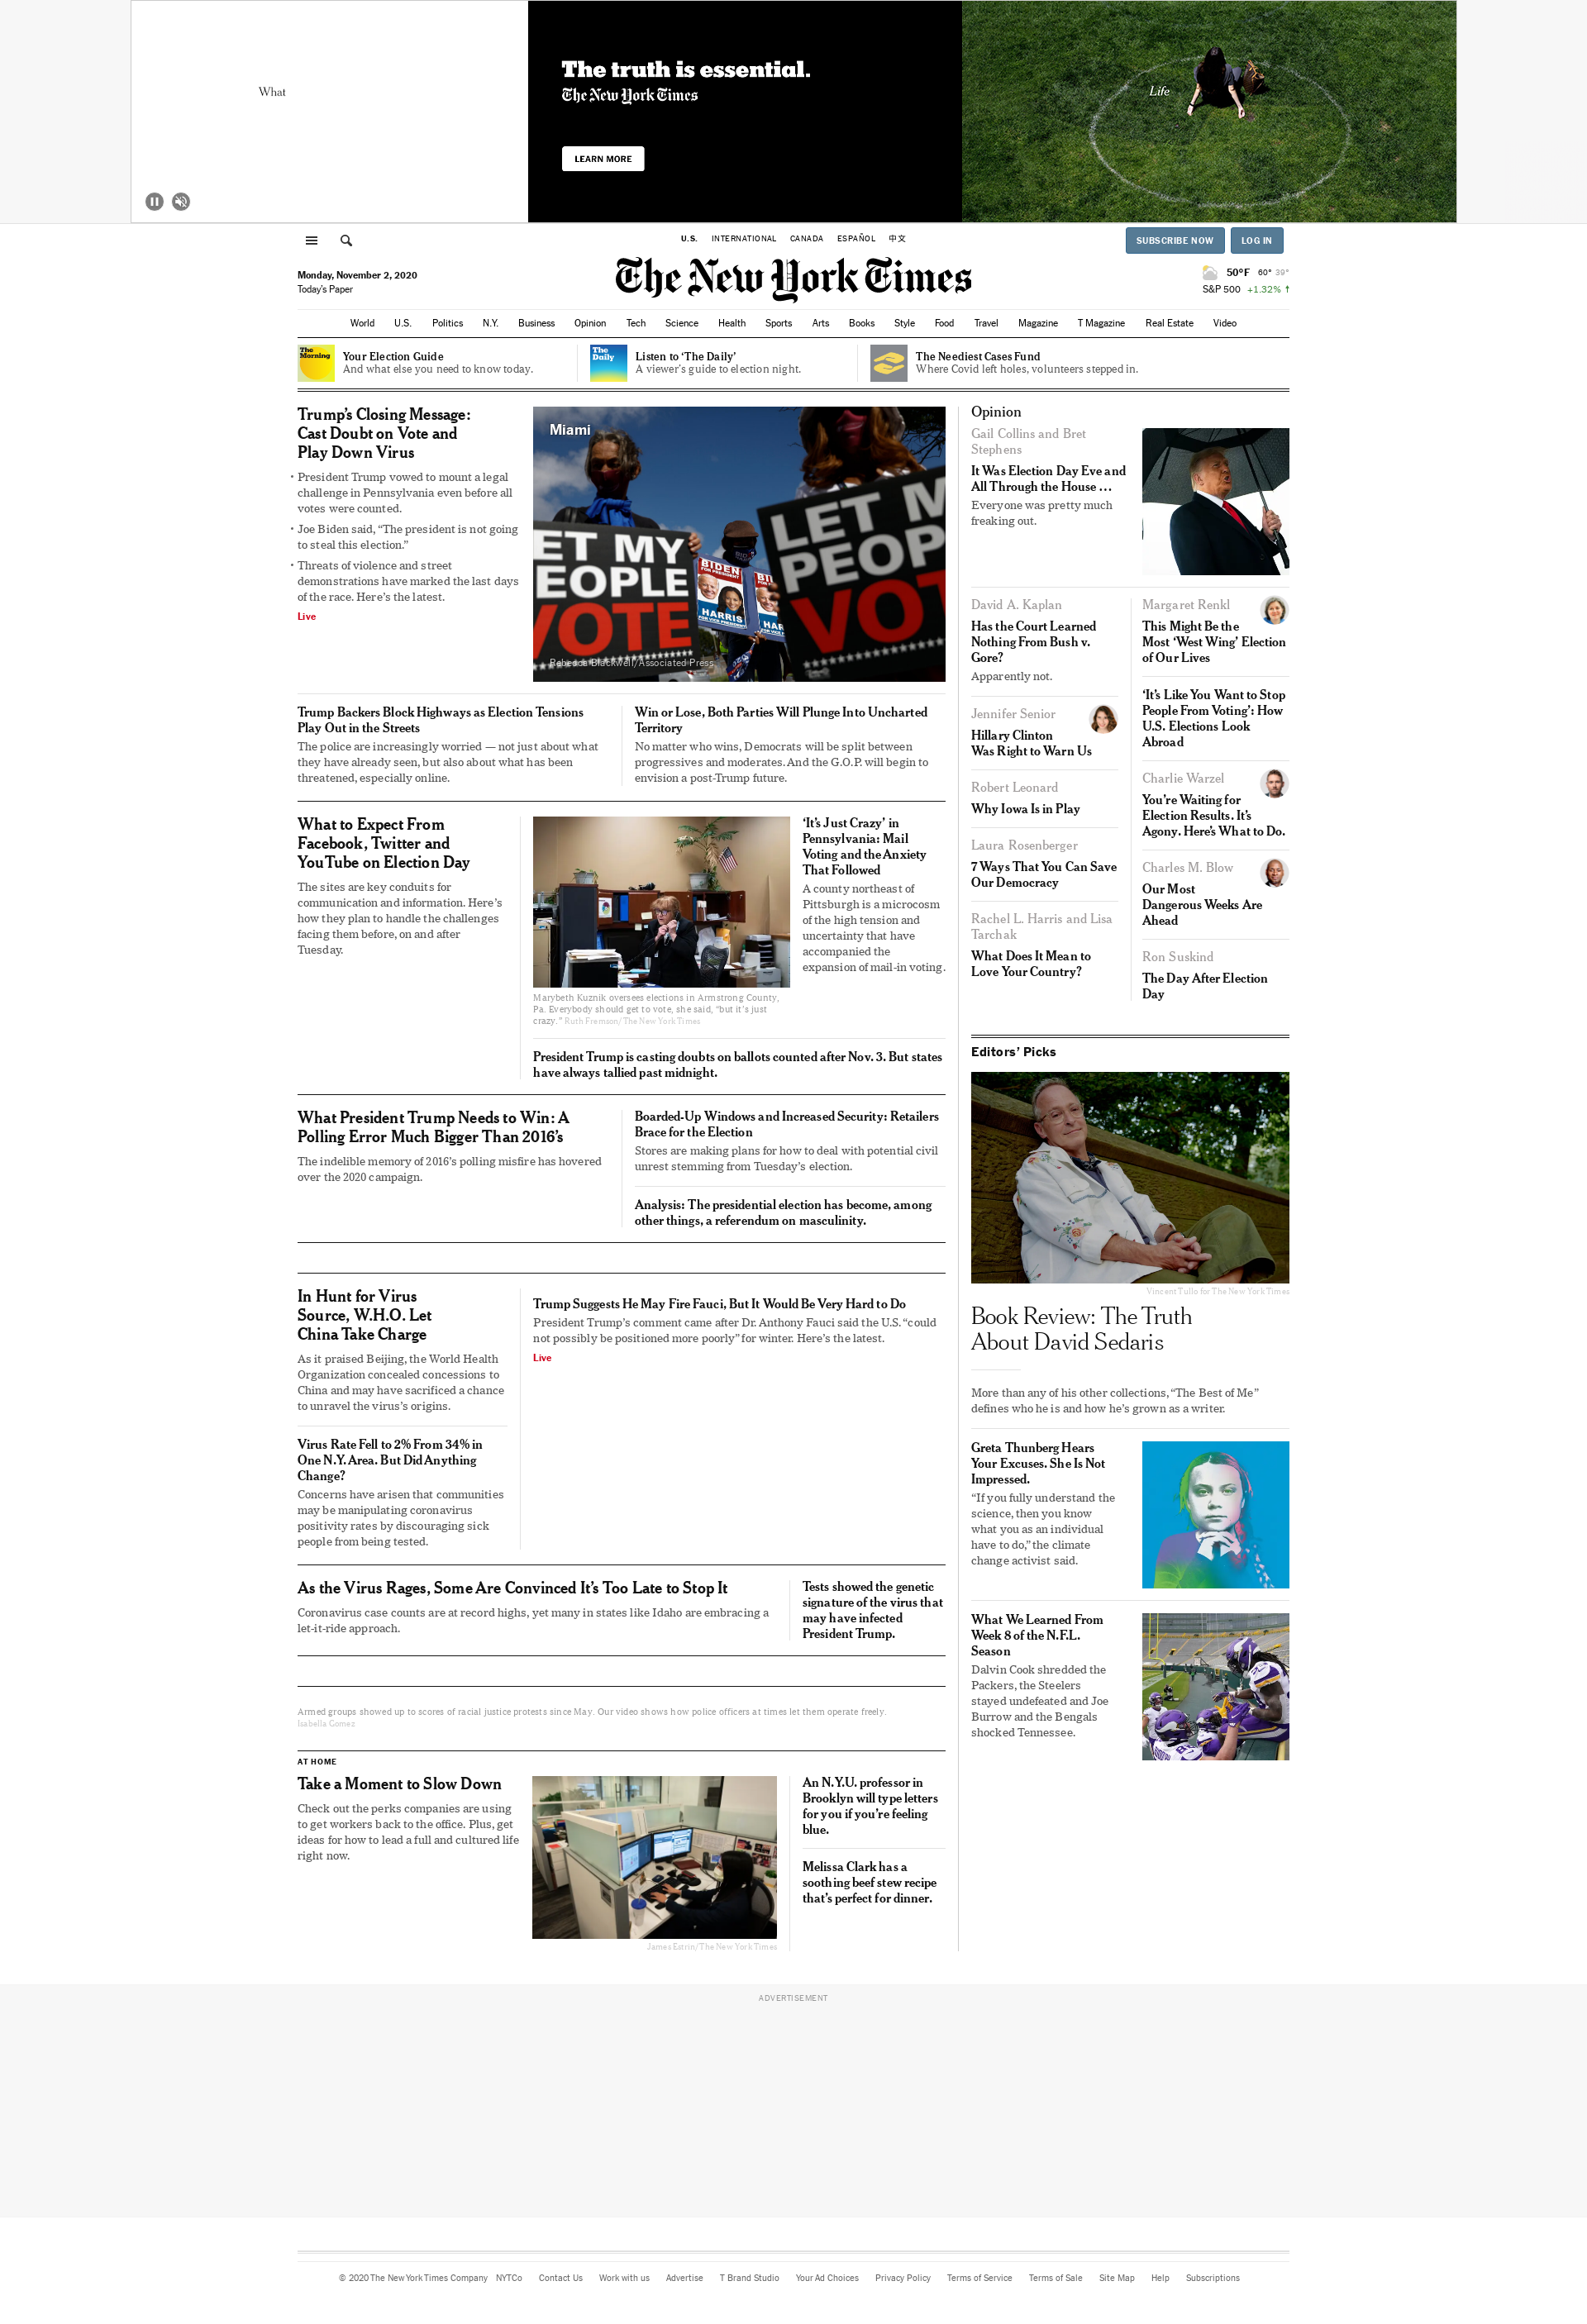 What
The truth is essential.
The New York Times
LEARN MORE
Life
U.S. INTERNATIONAL CANADA ESPAÑOL 中文
SUBSCRIBE NOW LOG IN
Monday, November 2, 2020
Today's Paper
The New York Times
50°F 60° 39°
S&P 500 +1.32% ↑
World U.S. Politics N.Y. Business Opinion Tech Science Health Sports Arts Books Style Food Travel Magazine T Magazine Real Estate Video
The Morning
Your Election Guide
And what else you need to know today.
The Daily
Listen to ‘The Daily’
A viewer's guide to election night.
The Neediest Cases Fund
Where Covid left holes, volunteers stepped in.
Trump’s Closing Message:
Cast Doubt on Vote and
Play Down Virus
• President Trump vowed to mount a legal
challenge in Pennsylvania even before all
votes were counted.
• Joe Biden said, “The president is not going
to steal this election.”
• Threats of violence and street
demonstrations have marked the last days
of the race. Here’s the latest.
Live
Miami
LET MY
PEOPLE
VOTE
BIDEN
FOR PRESIDENT
HARRIS
FOR VICE PRESIDENT
LET M
PEOP
VOT
Rebecca Blackwell/Associated Press
Trump Backers Block Highways as Election Tensions
Play Out in the Streets
The police are increasingly worried — not just about what
they have already seen, but also about what has been
threatened, especially online.
Win or Lose, Both Parties Will Plunge Into Uncharted
Territory
No matter who wins, Democrats will be split between
progressives and moderates. And the G.O.P. will begin to
envision a post-Trump future.
What to Expect From
Facebook, Twitter and
YouTube on Election Day
The sites are key conduits for
communication and information. Here’s
how they plan to handle the challenges
facing them before, on and after
Tuesday.
Marybeth Kuznik oversees elections in Armstrong County,
Pa. Everybody should get to vote, she said, “but it’s just
crazy.” Ruth Fremson/The New York Times
‘It’s Just Crazy’ in
Pennsylvania: Mail
Voting and the Anxiety
That Followed
A county northeast of
Pittsburgh is a microcosm
of the high tension and
uncertainty that have
accompanied the
expansion of mail-in voting.
President Trump is casting doubts on ballots counted after Nov. 3. But states
have always tallied past midnight.
What President Trump Needs to Win: A
Polling Error Much Bigger Than 2016’s
The indelible memory of 2016’s polling misfire has hovered
over the 2020 campaign.
Boarded-Up Windows and Increased Security: Retailers
Brace for the Election
Stores are making plans for how to deal with potential civil
unrest stemming from Tuesday’s election.
Analysis: The presidential election has become, among
other things, a referendum on masculinity.
In Hunt for Virus
Source, W.H.O. Let
China Take Charge
As it praised Beijing, the World Health
Organization concealed concessions to
China and may have sacrificed a chance
to unravel the virus’s origins.
Virus Rate Fell to 2% From 34% in
One N.Y. Area. But Did Anything
Change?
Concerns have arisen that communities
may be manipulating coronavirus
positivity rates by discouraging sick
people from being tested.
Trump Suggests He May Fire Fauci, But It Would Be Very Hard to Do
President Trump’s comment came after Dr. Anthony Fauci said the U.S. “could
not possibly be positioned more poorly” for winter. Here’s the latest.
Live
As the Virus Rages, Some Are Convinced It’s Too Late to Stop It
Coronavirus case counts are at record highs, yet many in states like Idaho are embracing a
let-it-ride approach.
Tests showed the genetic
signature of the virus that
may have infected
President Trump.
Armed groups showed up to scores of racial justice protests since May. Our video shows how police officers at times let them operate freely.
Isabella Gomez
AT HOME
Take a Moment to Slow Down
Check out the perks companies are using
to get workers back to the office. Plus, get
ideas for how to lead a full and cultured life
right now.
James Estrin/The New York Times
An N.Y.U. professor in
Brooklyn will type letters
for you if you’re feeling
blue.
Melissa Clark has a
soothing beef stew recipe
that’s perfect for dinner.
Opinion
Gail Collins and Bret
Stephens
It Was Election Day Eve and
All Through the House …
Everyone was pretty much
freaking out.
David A. Kaplan
Has the Court Learned
Nothing From Bush v.
Gore?
Apparently not.
Jennifer Senior
Hillary Clinton
Was Right to Warn Us
Robert Leonard
Why Iowa Is in Play
Laura Rosenberger
7 Ways That You Can Save
Our Democracy
Rachel L. Harris and Lisa
Tarchak
What Does It Mean to
Love Your Country?
Margaret Renkl
This Might Be the
Most ‘West Wing’ Election
of Our Lives
‘It’s Like You Want to Stop
People From Voting’: How
U.S. Elections Look
Abroad
Charlie Warzel
You’re Waiting for
Election Results. It’s
Agony. Here’s What to Do.
Charles M. Blow
Our Most
Dangerous Weeks Are
Ahead
Ron Suskind
The Day After Election
Day
Editors’ Picks
Vincent Tullo for The New York Times
Book Review: The Truth
About David Sedaris
More than any of his other collections, “The Best of Me”
defines who he is and how he’s grown as a writer.
Greta Thunberg Hears
Your Excuses. She Is Not
Impressed.
“If you fully understand the
science, then you know
what you as an individual
have to do,” the climate
change activist said.
What We Learned From
Week 8 of the N.F.L.
Season
Dalvin Cook shredded the
Packers, the Steelers
stayed undefeated and Joe
Burrow and the Bengals
shocked Tennessee.
ADVERTISEMENT
© 2020 The New York Times Company NYTCo Contact Us Work with us Advertise T Brand Studio Your Ad Choices Privacy Policy Terms of Service Terms of Sale Site Map Help Subscriptions